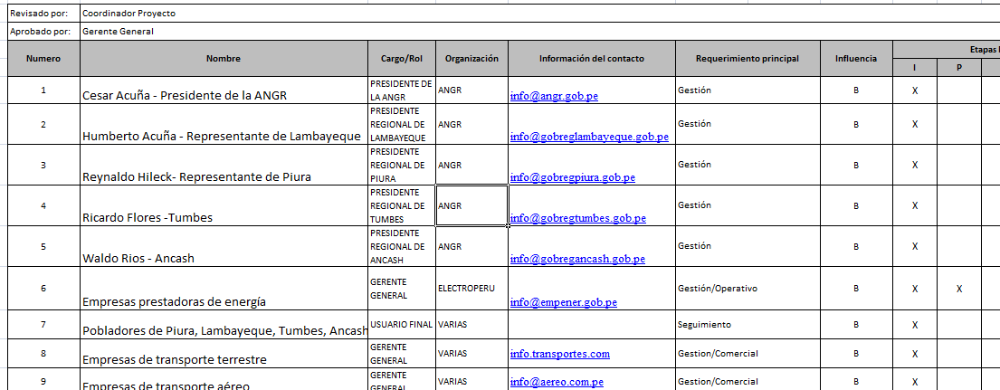 Revisado por: Coordinador Proyecto
Aprobado por: Gerente General
Numero Nombre Cargo/Rol Organización Información del contacto Requerimiento principal Influencia Etapas
I P
1 Cesar Acuña - Presidente de la ANGR PRESIDENTE DE LA ANGR ANGR info@angr.gob.pe Gestión B X
2 Humberto Acuña - Representante de Lambayeque PRESIDENTE REGIONAL DE LAMBAYEQUE ANGR info@gobreglambayeque.gob.pe Gestión B X
3 Reynaldo Hileck- Representante de Piura PRESIDENTE REGIONAL DE PIURA ANGR info@gobregpiura.gob.pe Gestión B X
4 Ricardo Flores -Tumbes PRESIDENTE REGIONAL DE TUMBES ANGR info@gobregtumbes.gob.pe Gestión B X
5 Waldo Rios - Ancash PRESIDENTE REGIONAL DE ANCASH ANGR info@gobregancash.gob.pe Gestión B X
6 Empresas prestadoras de energía GERENTE GENERAL ELECTROPERU info@empener.gob.pe Gestión/Operativo B X X
7 Pobladores de Piura, Lambayeque, Tumbes, Ancash USUARIO FINAL VARIAS Seguimiento B X
8 Empresas de transporte terrestre GERENTE GENERAL VARIAS info.transportes.com Gestion/Comercial B X
9 Empresas de transporte aéreo GERENTE GENERAL VARIAS info@aereo.com.pe Gestion/Comercial B X